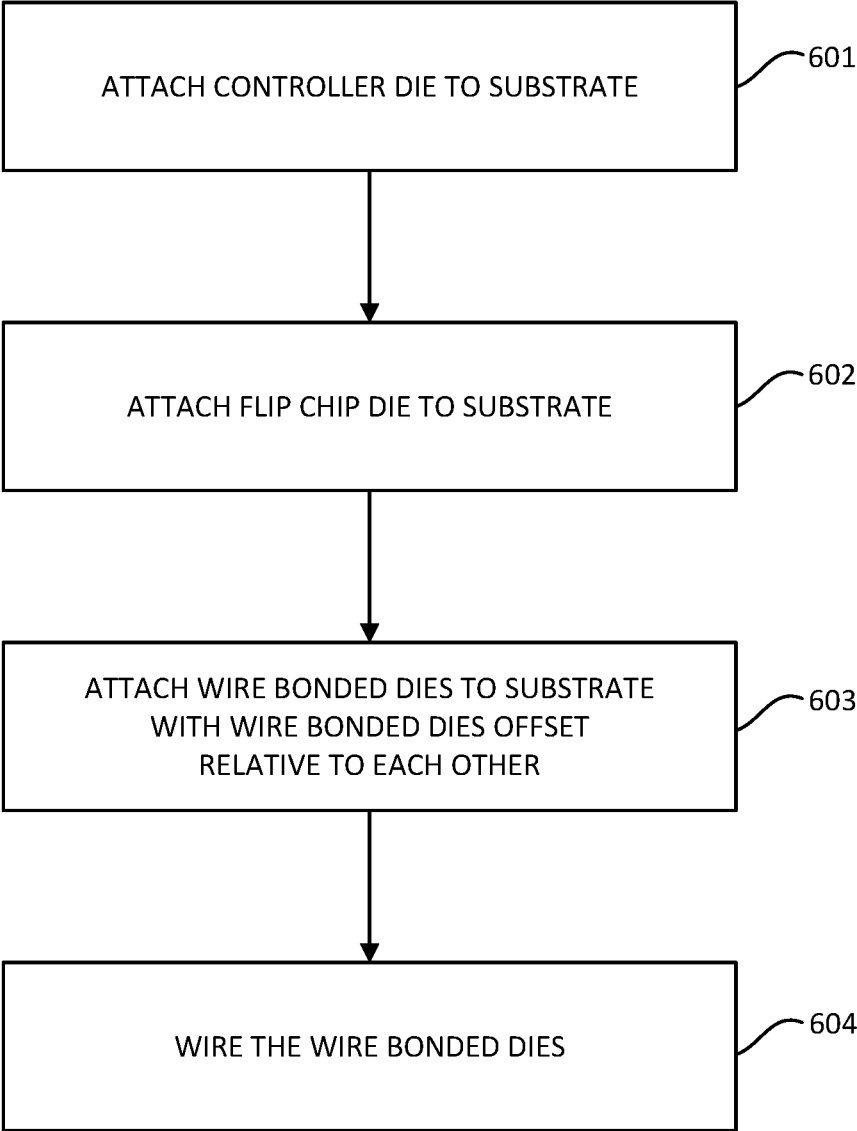 ATTACH CONTROLLER DIE TO SUBSTRATE
601
ATTACH FLIP CHIP DIE TO SUBSTRATE
602
ATTACH WIRE BONDED DIES TO SUBSTRATE
WITH WIRE BONDED DIES OFFSET
RELATIVE TO EACH OTHER
603
WIRE THE WIRE BONDED DIES
604